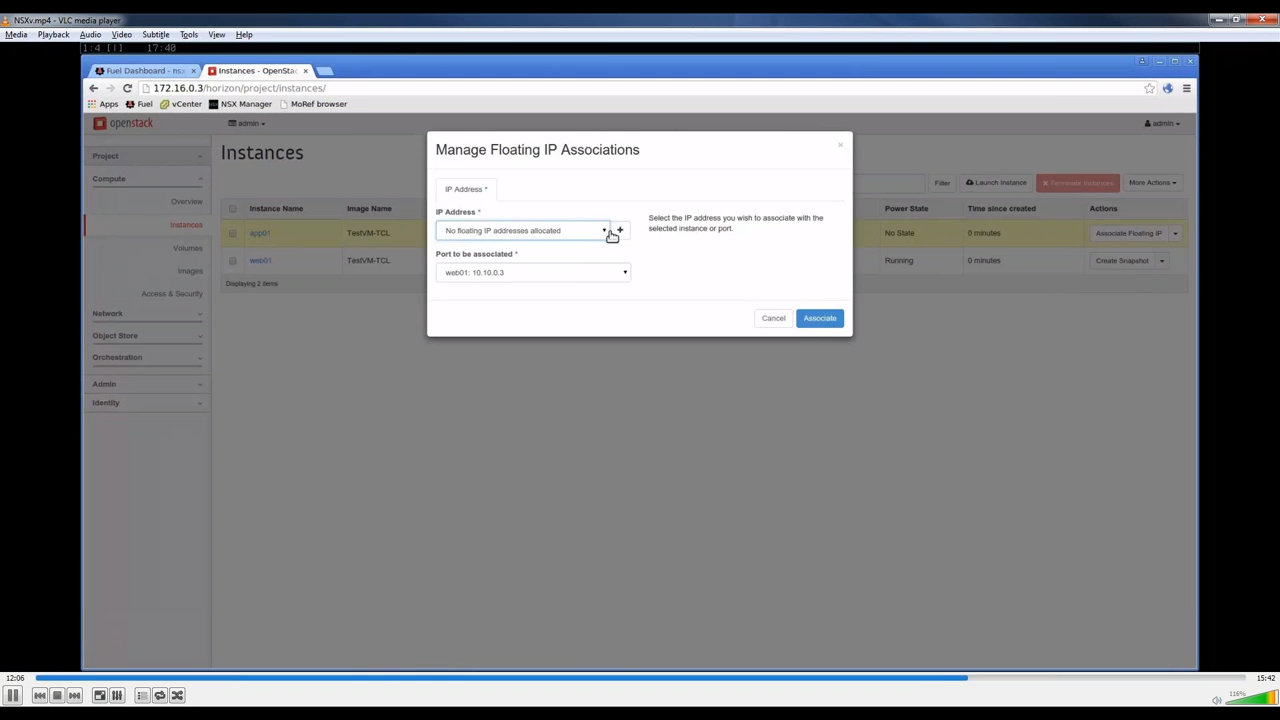 NSXv.mp4 - VLC media player
Media Playback Audio Video Subtitle Tools View Help
1:4 [|] 17:40
Fuel Dashboard - nsx × Instances - OpenStac ×
172.16.0.3/horizon/project/instances/
Apps Fuel vCenter NSX Manager MoRef browser
openstack admin admin
Project
Compute
Overview
Instances
Volumes
Images
Access & Security
Network
Object Store
Orchestration
Admin
Identity
Instances
Filter Launch Instance × Terminate Instances More Actions
Instance Name Image Name Power State Time since created Actions
app01 TestVM-TCL No State 0 minutes Associate Floating IP
web01 TestVM-TCL Running 0 minutes Create Snapshot
Displaying 2 items
Manage Floating IP Associations ×
IP Address *
IP Address *
No floating IP addresses allocated +
Port to be associated *
web01: 10.10.0.3
Select the IP address you wish to associate with the
selected instance or port.
Cancel Associate
12:06 15:42
116%